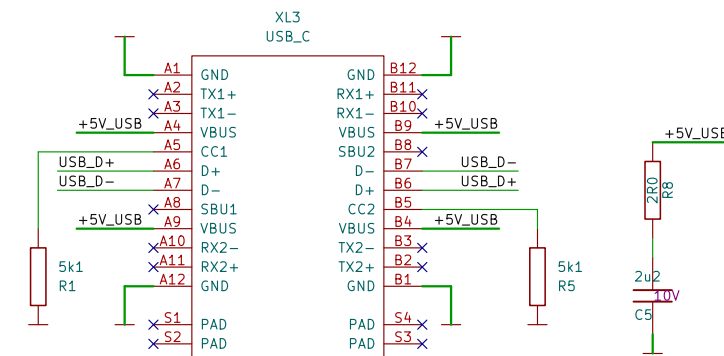 XL3
USB_C
A1 GND GND B12
A2 TX1+ RX1+ B11
A3 TX1- RX1- B10
+5V_USB A4 VBUS VBUS B9 +5V_USB
A5 CC1 SBU2 B8
USB_D+ A6 D+ D- B7 USB_D-
USB_D- A7 D- D+ B6 USB_D+
A8 SBU1 CC2 B5
+5V_USB A9 VBUS VBUS B4 +5V_USB
A10 RX2- TX2- B3
A11 RX2+ TX2+ B2
A12 GND GND B1
S1 PAD PAD S4
S2 PAD PAD S3
5k1
R1
5k1
R5
+5V_USB
2R0
R8
2u2
10V
C5